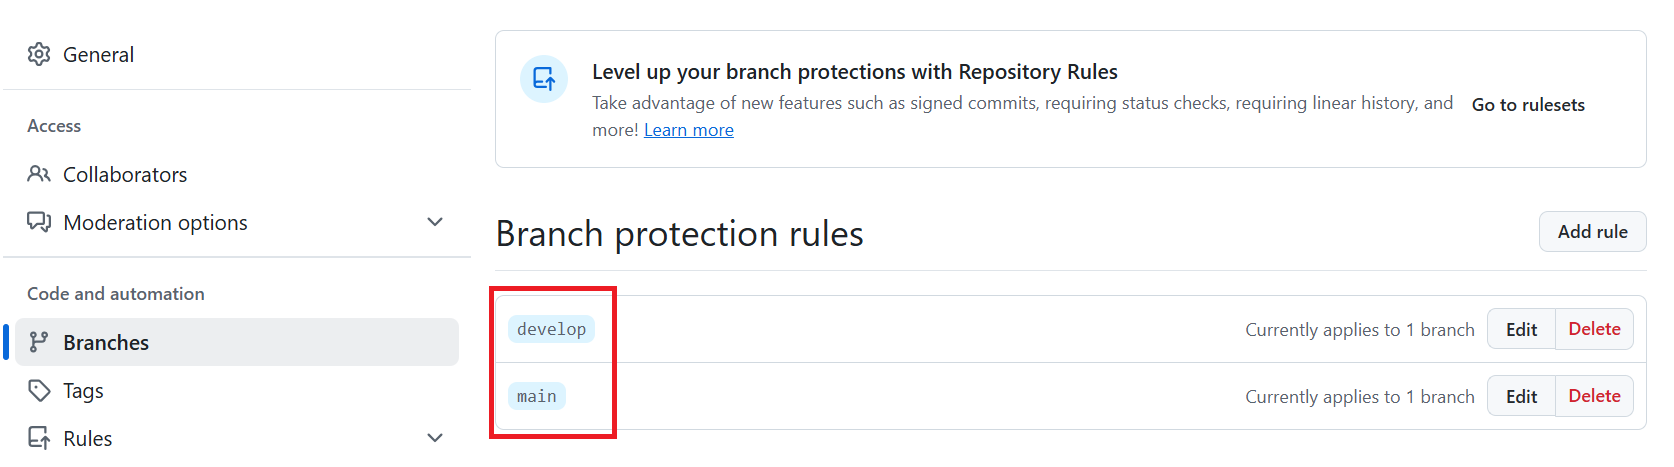 General
Access
Collaborators
Moderation options
Code and automation
Branches
Tags
Rules
Level up your branch protections with Repository Rules
Take advantage of new features such as signed commits, requiring status checks, requiring linear history, and
more! Learn more
Go to rulesets
Branch protection rules
Add rule
develop
Currently applies to 1 branch
Edit
Delete
main
Currently applies to 1 branch
Edit
Delete